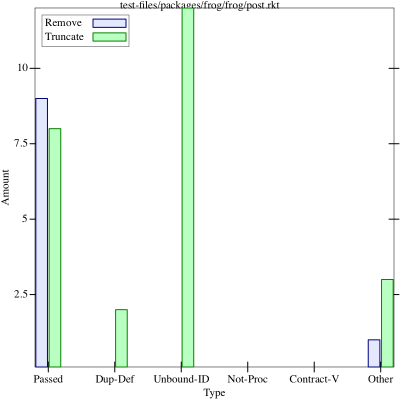 test-files/packages/frog/frog/post.rkt
Remove
Truncate
10
7.5
5
2.5
Amount
Passed Dup-Def Unbound-ID Not-Proc Contract-V Other
Type